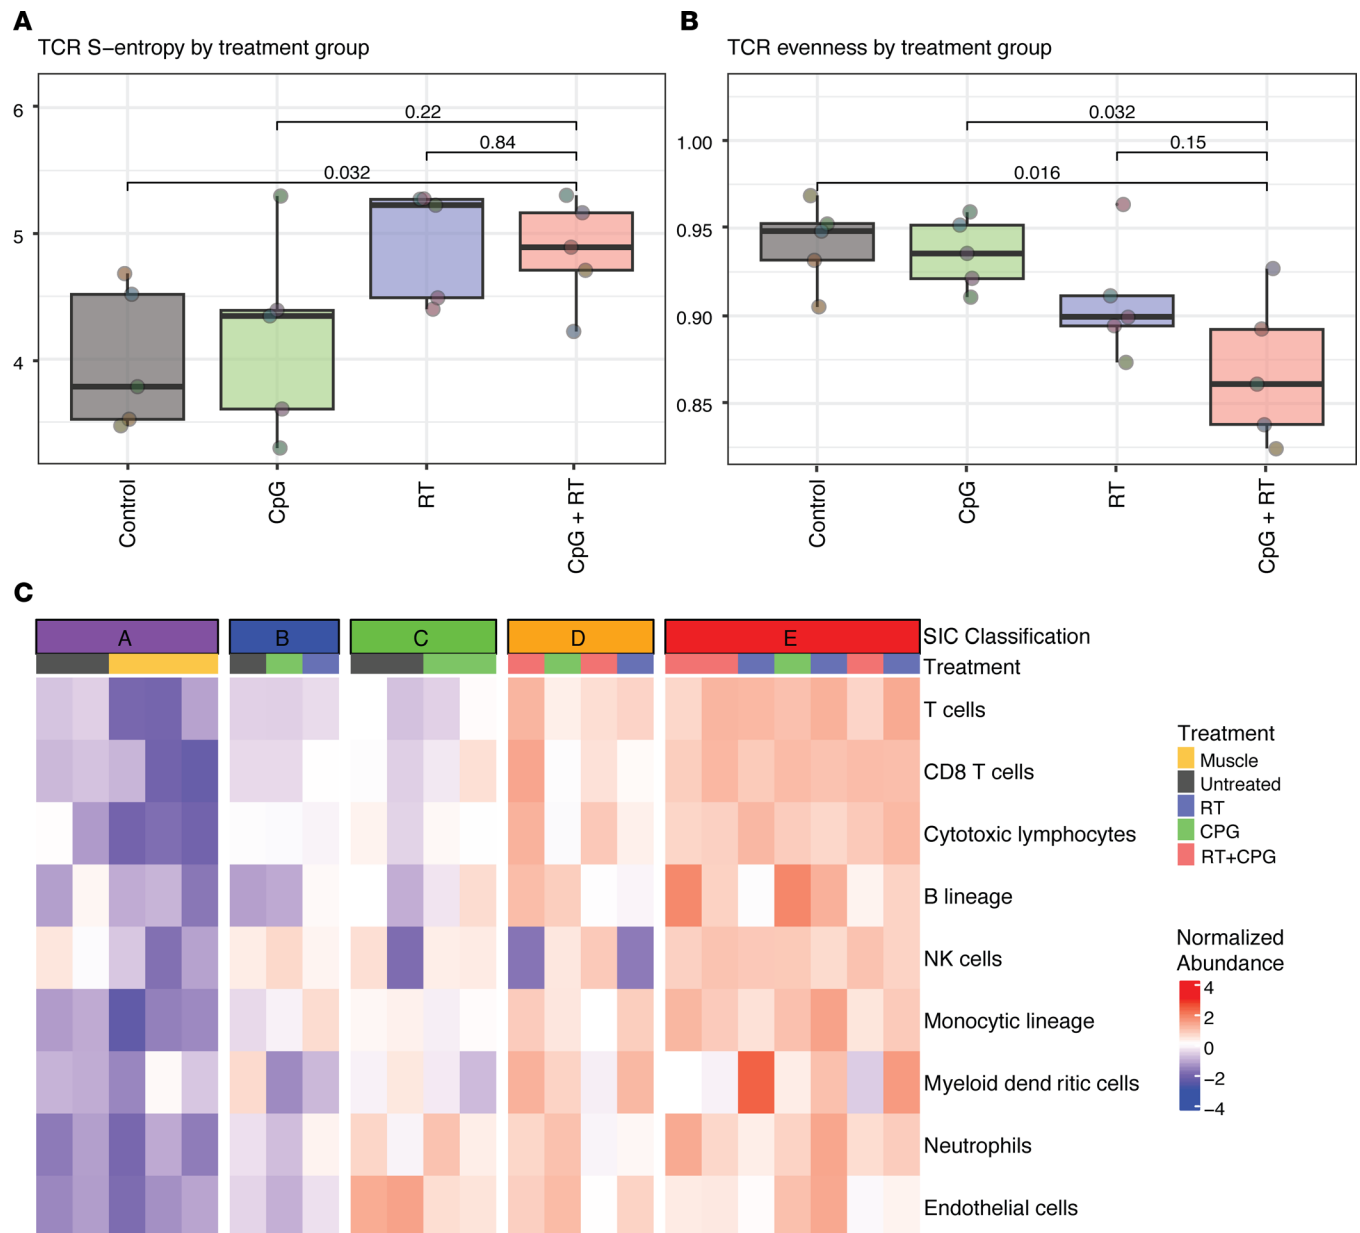 A
TCR S−entropy by treatment group
6
5
4
0.22
0.84
0.032
Control
CpG
RT
CpG + RT
B
TCR evenness by treatment group
1.00
0.95
0.90
0.85
0.032
0.15
0.016
Control
CpG
RT
CpG + RT
C
A B C D E SIC Classification
Treatment
T cells
CD8 T cells
Cytotoxic lymphocytes
B lineage
NK cells
Monocytic lineage
Myeloid dend ritic cells
Neutrophils
Endothelial cells
Treatment
Muscle
Untreated
RT
CPG
RT+CPG
Normalized
Abundance
4
2
0
−2
−4